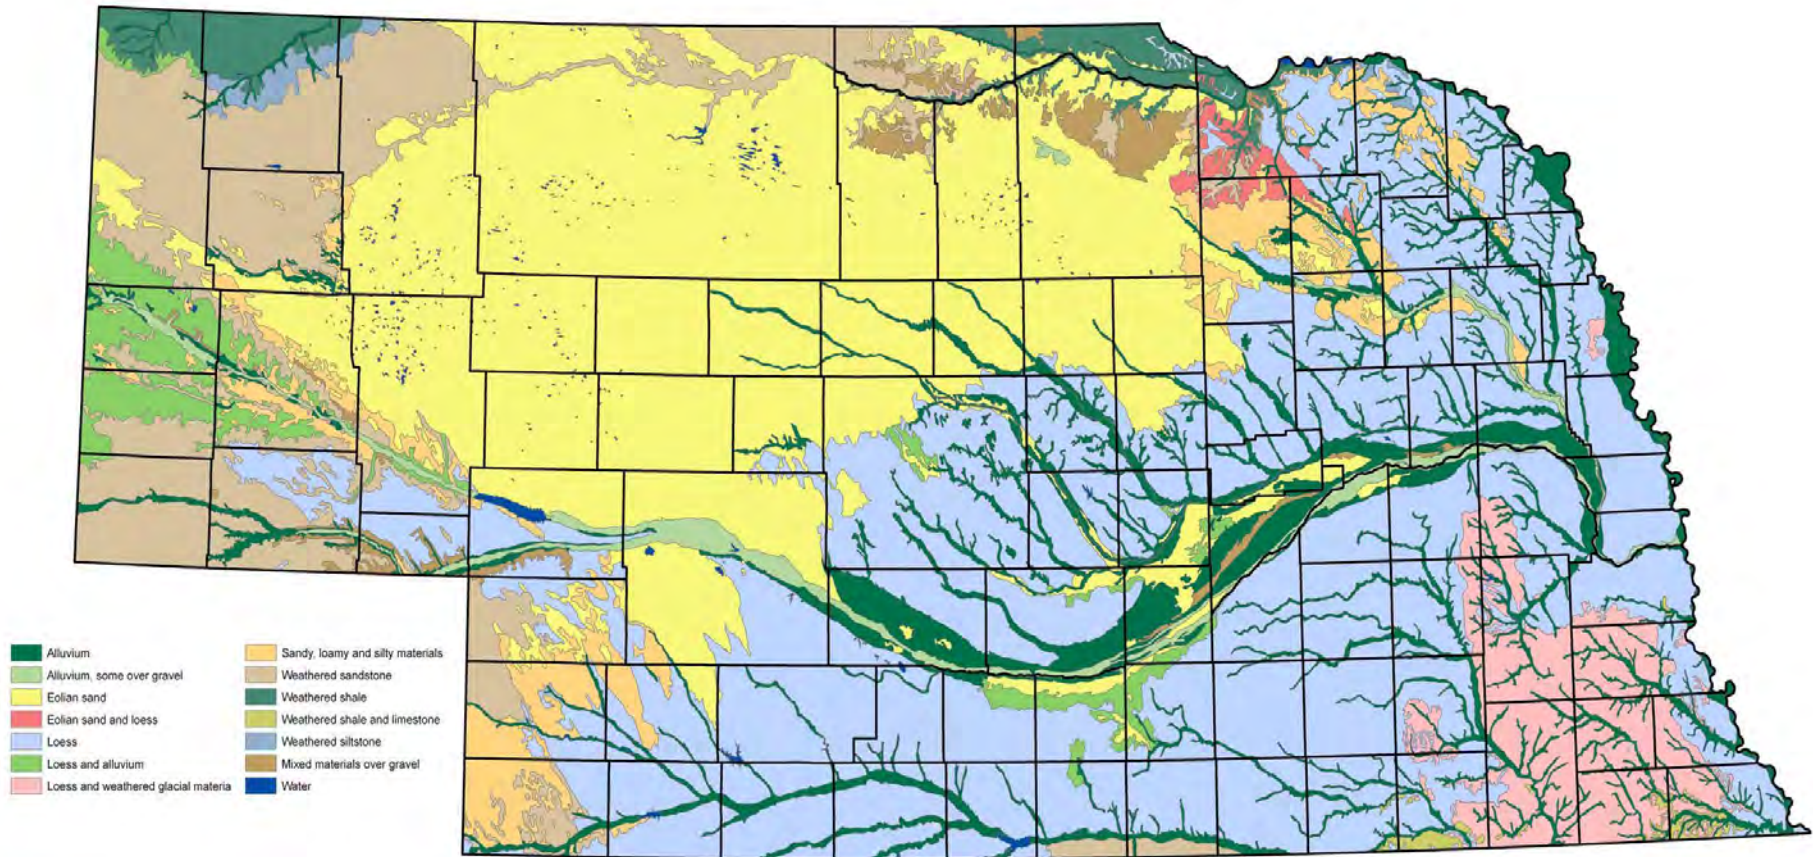 Alluvium
Alluvium, some over gravel
Eolian sand
Eolian sand and loess
Loess
Loess and alluvium
Loess and weathered glacial materia
Sandy, loamy and silty materials
Weathered sandstone
Weathered shale
Weathered shale and limestone
Weathered siltstone
Mixed materials over gravel
Water